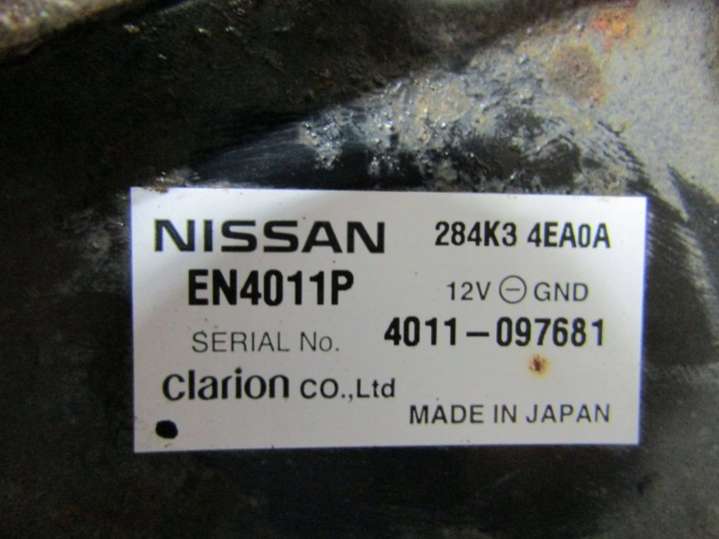 NISSAN 284K3 4EA0A
EN4011P 12V ⊖ GND
SERIAL No. 4011-097681
clarion CO.,Ltd
MADE IN JAPAN